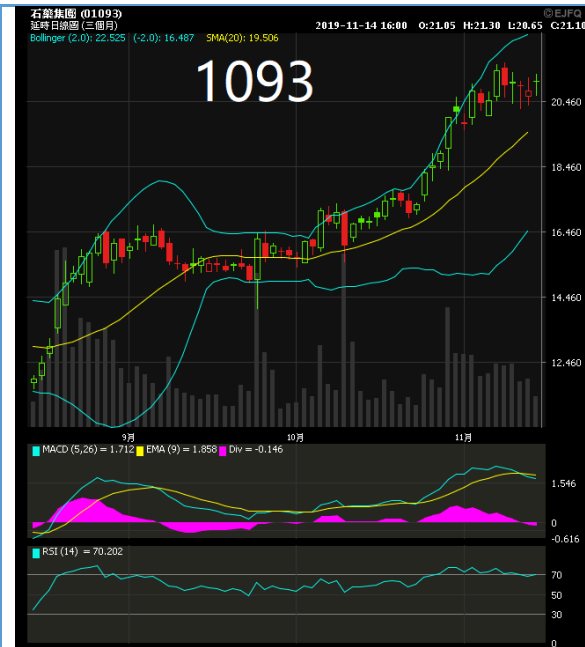 石藥集團 (01093)
©EJFQ
延時日線圖 (三個月)
2019-11-14 16:00 O:21.05 H:21.30 L:20.65 C:21.10
Bollinger (2.0): 22.525 (-2.0): 16.487 SMA(20): 19.506
1093
20.460
18.460
16.460
14.460
12.460
9月 10月 11月
MACD (5,26) = 1.712 EMA (9) = 1.858 Div = -0.146
1.546
0
-0.616
RSI (14) = 70.202
70
50
30
0